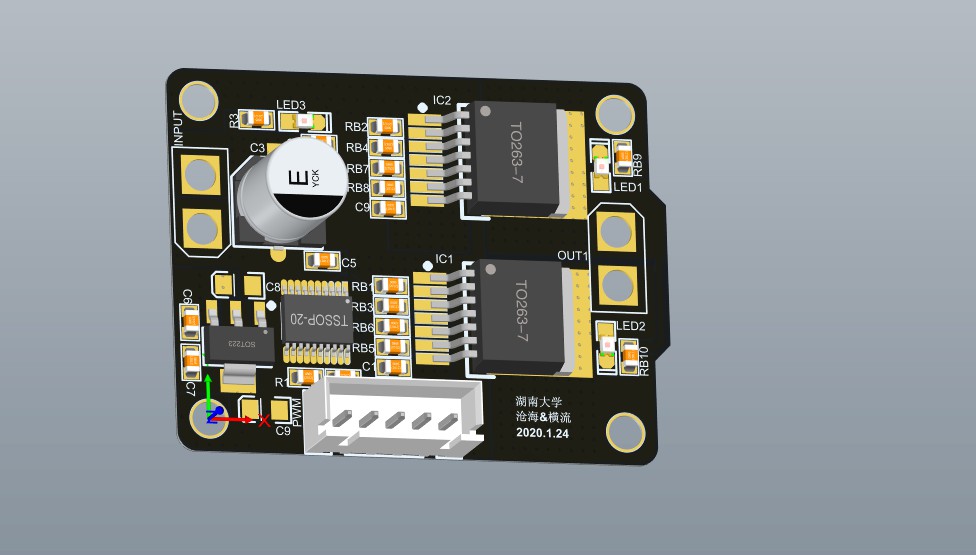 INPUT
R3
LED3
C3
E
YCK
RB2
RB4
RB7
RB8
C9
IC2
TO263-7
RB9
LED1
OUT1
C5
C8
C6
C7
SOT223
TSSOP-20
RB1
RB3
RB6
RB5
C1
IC1
TO263-7
LED2
RB10
R1
PWM
C9
X
Z
湖南大学
沧海&横流
2020.1.24